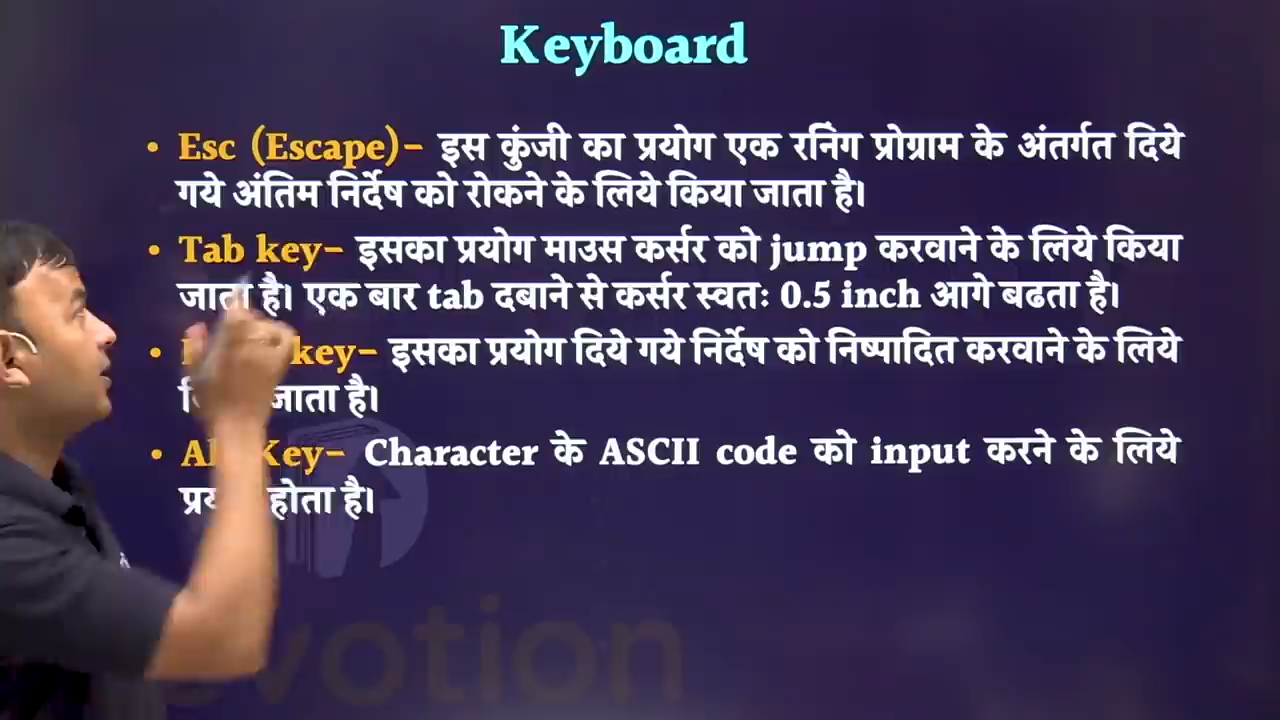 Keyboard
• Esc (Escape)- इस कुंजी का प्रयोग एक रनिंग प्रोग्राम के अंतर्गत दिये
गये अंतिम निर्देष को रोकने के लिये किया जाता है।
• Tab key- इसका प्रयोग माउस कर्सर को jump करवाने के लिये किया
जाता है। एक बार tab दबाने से कर्सर स्वतः 0.5 inch आगे बढता है।
• key- इसका प्रयोग दिये गये निर्देष को निष्पादित करवाने के लिये
जाता है।
• Key- Character के ASCII code को input करने के लिये
होता है।